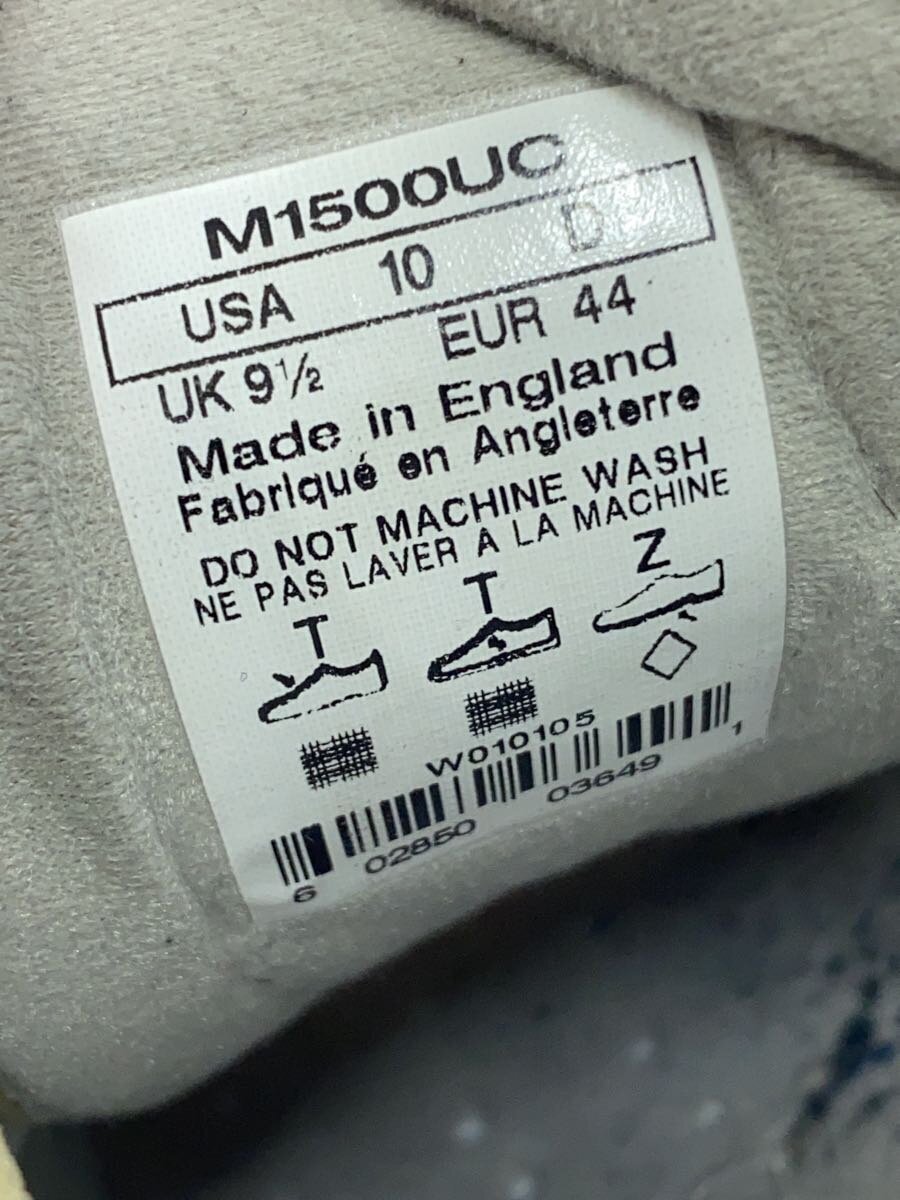 M1500UC
USA 10 D
UK 9½ EUR 44
Made in England
Fabriqué en Angleterre
DO NOT MACHINE WASH
NE PAS LAVER À LA MACHINE
T T Z
W010105
6 02850 03649 1